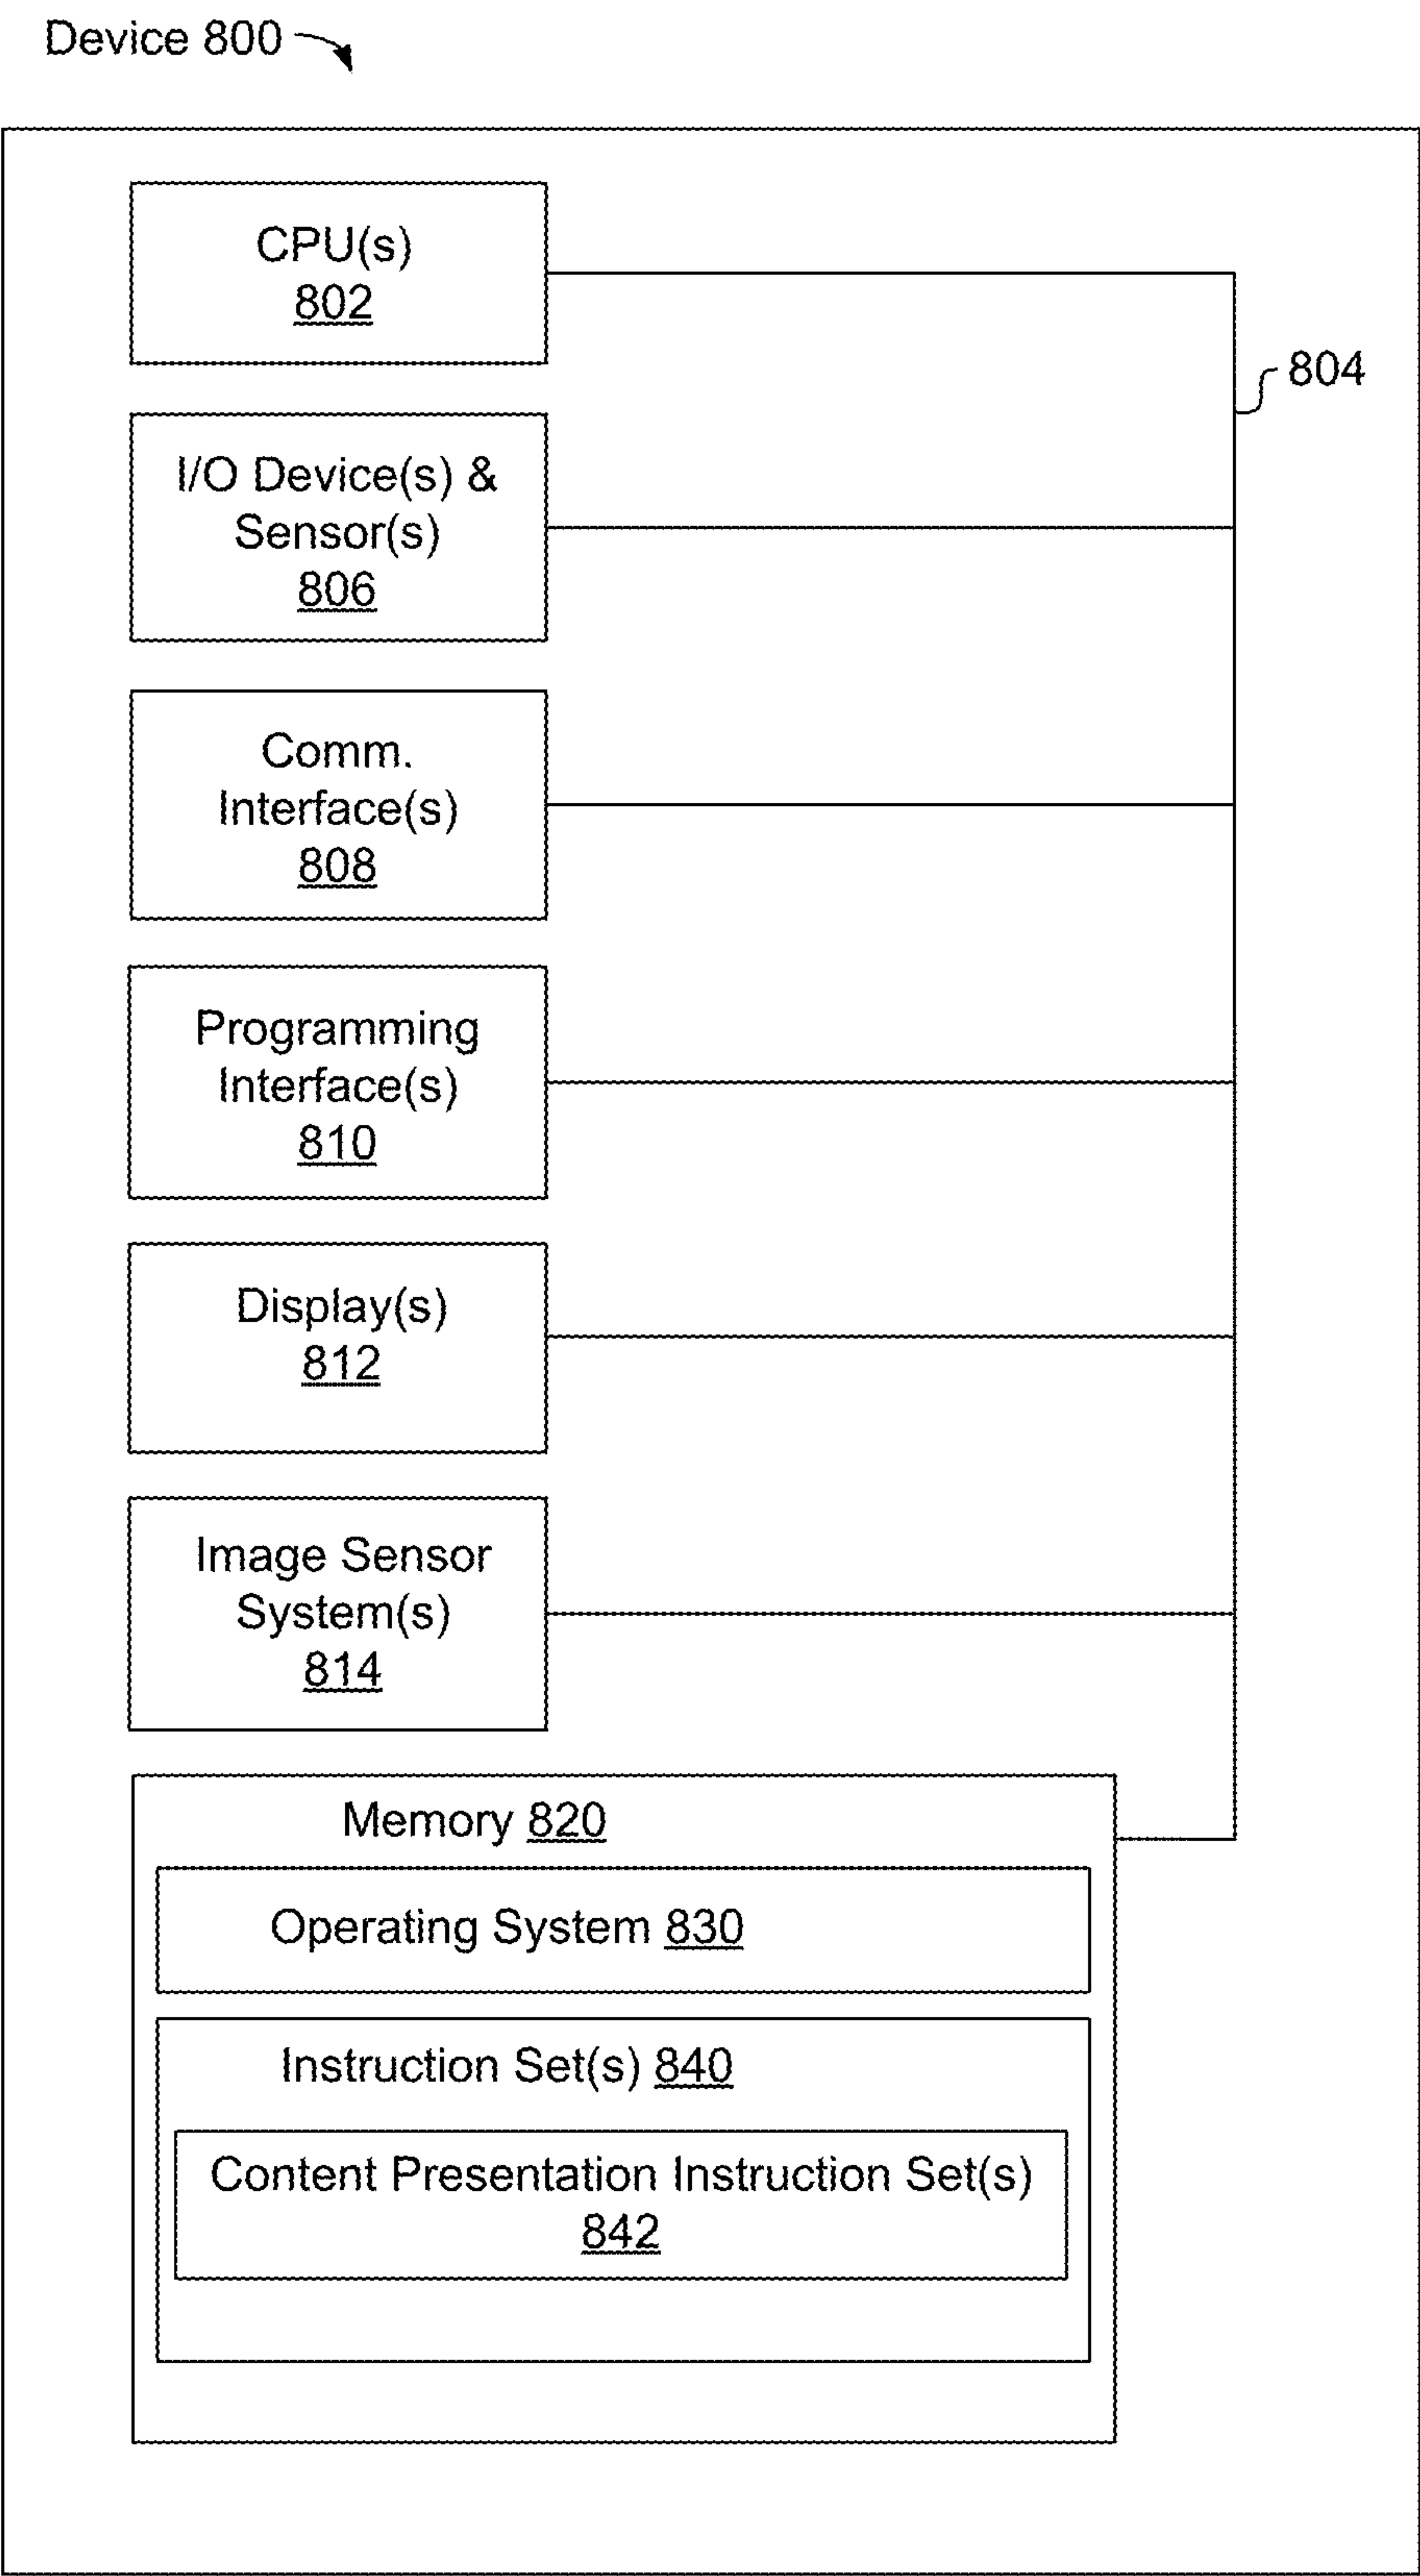 Device 800
CPU(s)
802
804
I/O Device(s) &
Sensor(s)
806
Comm.
Interface(s)
808
Programming
Interface(s)
810
Display(s)
812
Image Sensor
System(s)
814
Memory 820
Operating System 830
Instruction Set(s) 840
Content Presentation Instruction Set(s)
842